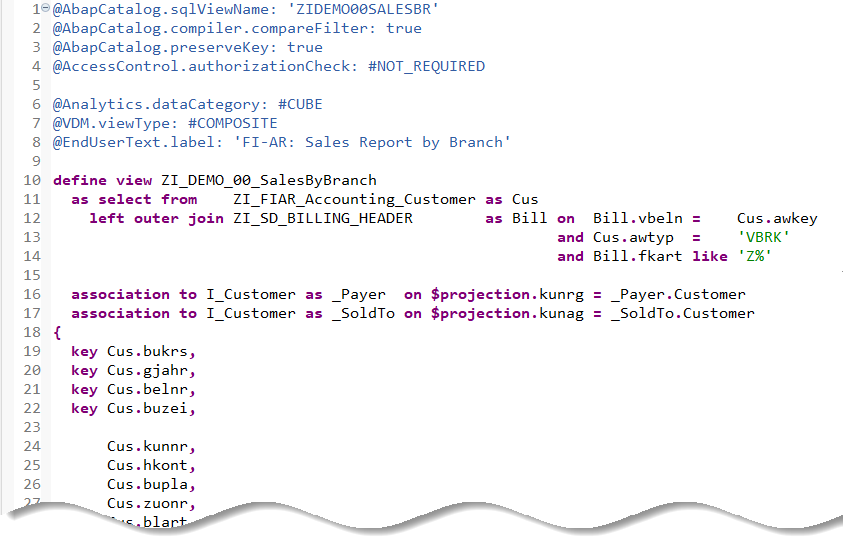 1 @AbapCatalog.sqlViewName: 'ZIDEMO00SALESBR'
2 @AbapCatalog.compiler.compareFilter: true
3 @AbapCatalog.preserveKey: true
4 @AccessControl.authorizationCheck: #NOT_REQUIRED
5
6 @Analytics.dataCategory: #CUBE
7 @VDM.viewType: #COMPOSITE
8 @EndUserText.label: 'FI-AR: Sales Report by Branch'
9
10 define view ZI_DEMO_00_SalesByBranch
11 as select from ZI_FIAR_Accounting_Customer as Cus
12 left outer join ZI_SD_BILLING_HEADER as Bill on Bill.vbeln = Cus.awkey
13 and Cus.awtyp = 'VBRK'
14 and Bill.fkart like 'Z%'
15
16 association to I_Customer as _Payer on $projection.kunrg = _Payer.Customer
17 association to I_Customer as _SoldTo on $projection.kunag = _SoldTo.Customer
18 {
19 key Cus.bukrs,
20 key Cus.gjahr,
21 key Cus.belnr,
22 key Cus.buzei,
23
24 Cus.kunnr,
25 Cus.hkont,
26 Cus.bupla,
27 Cus.zuonr,
Cus.blart